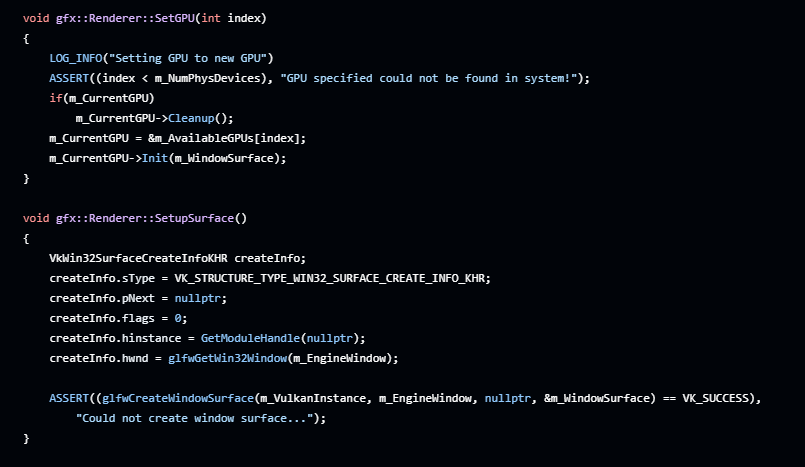 void gfx::Renderer::SetGPU(int index)
{
    LOG_INFO("Setting GPU to new GPU")
    ASSERT((index < m_NumPhysDevices), "GPU specified could not be found in system!");
    if(m_CurrentGPU)
        m_CurrentGPU->Cleanup();
    m_CurrentGPU = &m_AvailableGPUs[index];
    m_CurrentGPU->Init(m_WindowSurface);
}

void gfx::Renderer::SetupSurface()
{
    VkWin32SurfaceCreateInfoKHR createInfo;
    createInfo.sType = VK_STRUCTURE_TYPE_WIN32_SURFACE_CREATE_INFO_KHR;
    createInfo.pNext = nullptr;
    createInfo.flags = 0;
    createInfo.hinstance = GetModuleHandle(nullptr);
    createInfo.hwnd = glfwGetWin32Window(m_EngineWindow);

    ASSERT((glfwCreateWindowSurface(m_VulkanInstance, m_EngineWindow, nullptr, &m_WindowSurface) == VK_SUCCESS),
        "Could not create window surface...");
}